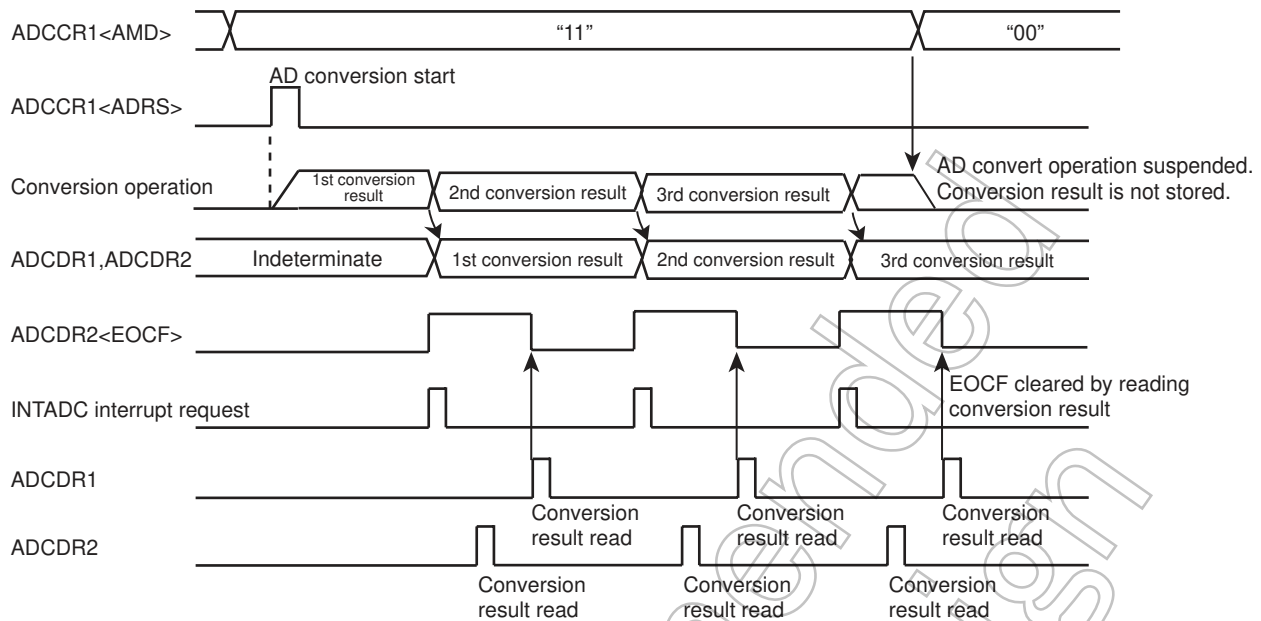 ADCCR1<AMD>
“11”
“00”
AD conversion start
ADCCR1<ADRS>
Conversion operation
1st conversion
result
2nd conversion result
3rd conversion result
AD convert operation suspended.
Conversion result is not stored.
ADCDR1,ADCDR2
Indeterminate
1st conversion result
2nd conversion result
3rd conversion result
ADCDR2<EOCF>
EOCF cleared by reading
conversion result
INTADC interrupt request
ADCDR1
Conversion
result read
Conversion
result read
Conversion
result read
ADCDR2
Conversion
result read
Conversion
result read
Conversion
result read